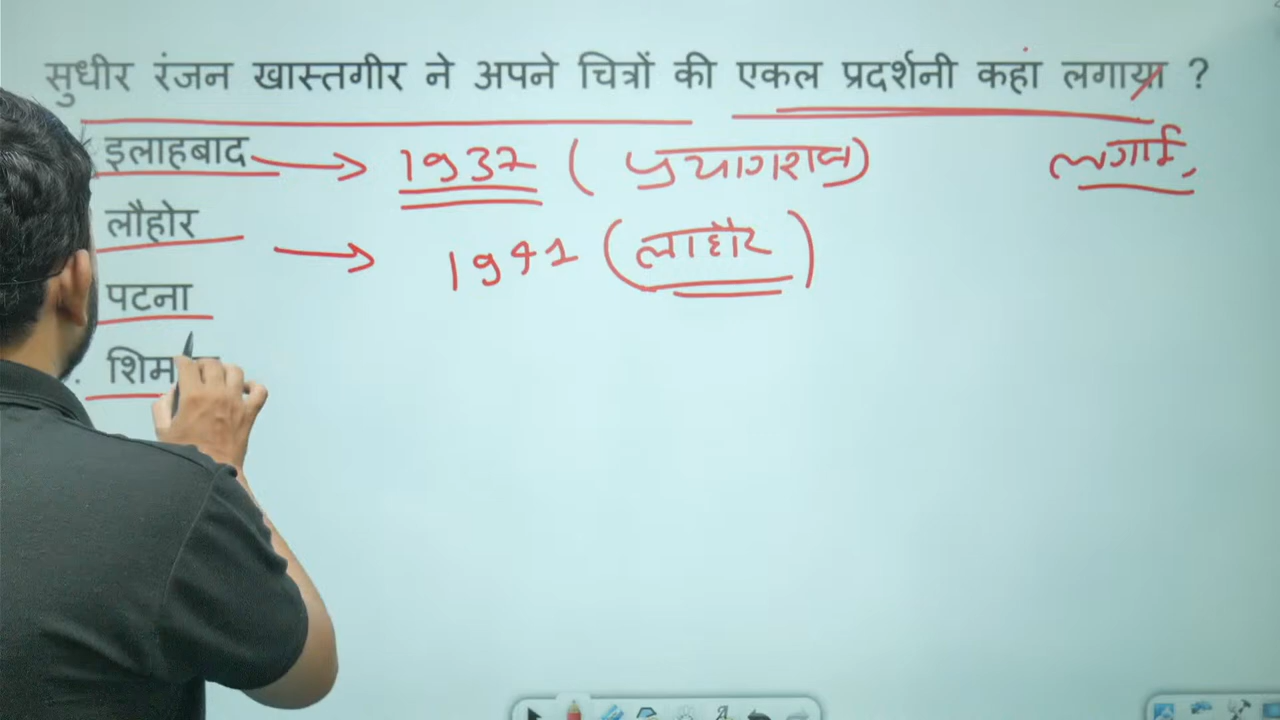 सुधीर रंजन खास्तगीर ने अपने चित्रों की एकल प्रदर्शनी कहां लगाया ?
इलाहबाद → 1937 ( प्रयागराज) लगाई,
लौहोर → 1941 (लाहौर)
पटना